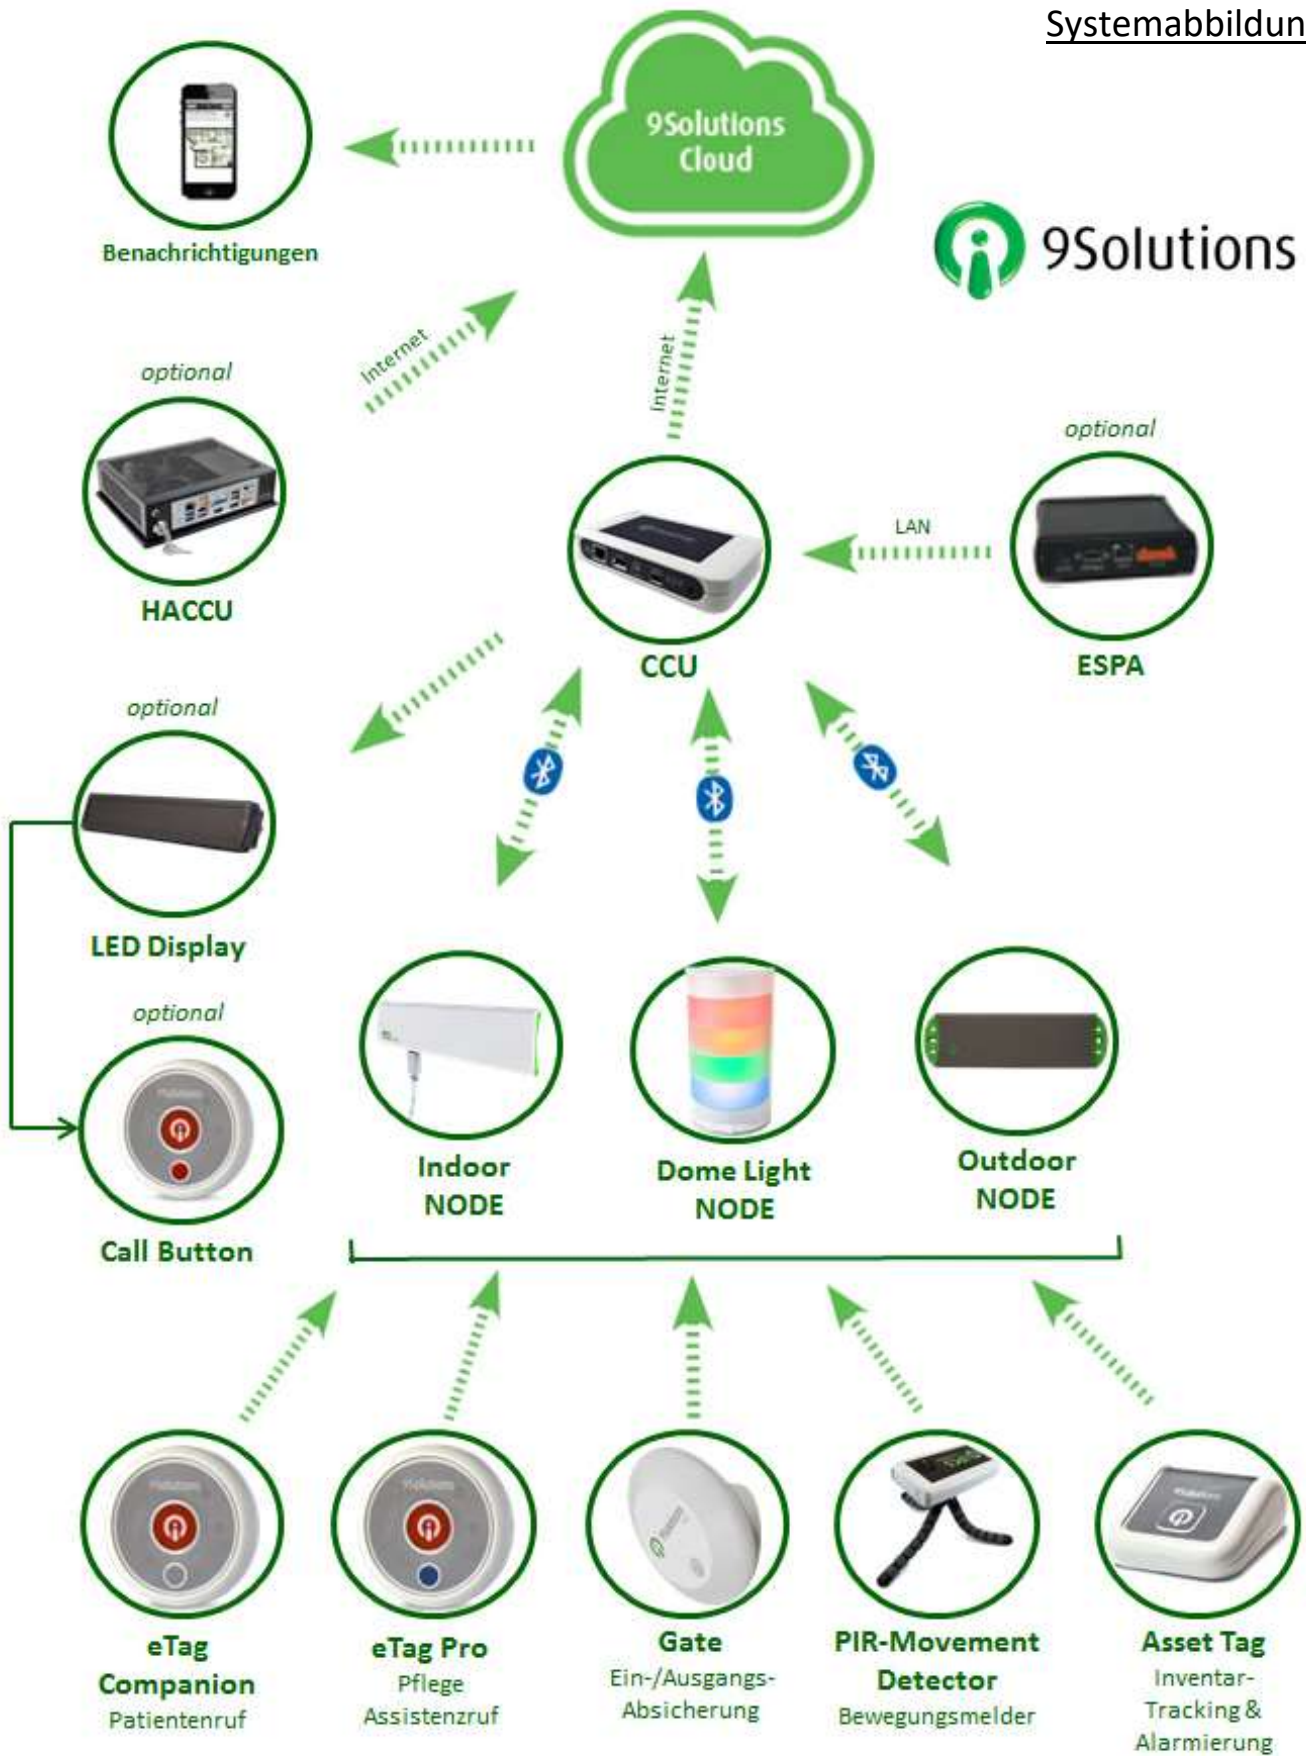 Systemabbildun
9Solutions
Cloud
Benachrichtigungen
9Solutions
Internet
Internet
optional
HACCU
optional
LAN
CCU
ESPA
optional
LED Display
optional
Call Button
Indoor
NODE
Dome Light
NODE
Outdoor
NODE
eTag
Companion
Patientenruf
eTag Pro
Pflege
Assistenzruf
Gate
Ein-/Ausgangs-
Absicherung
PIR-Movement
Detector
Bewegungsmelder
Asset Tag
Inventar-
Tracking &
Alarmierung